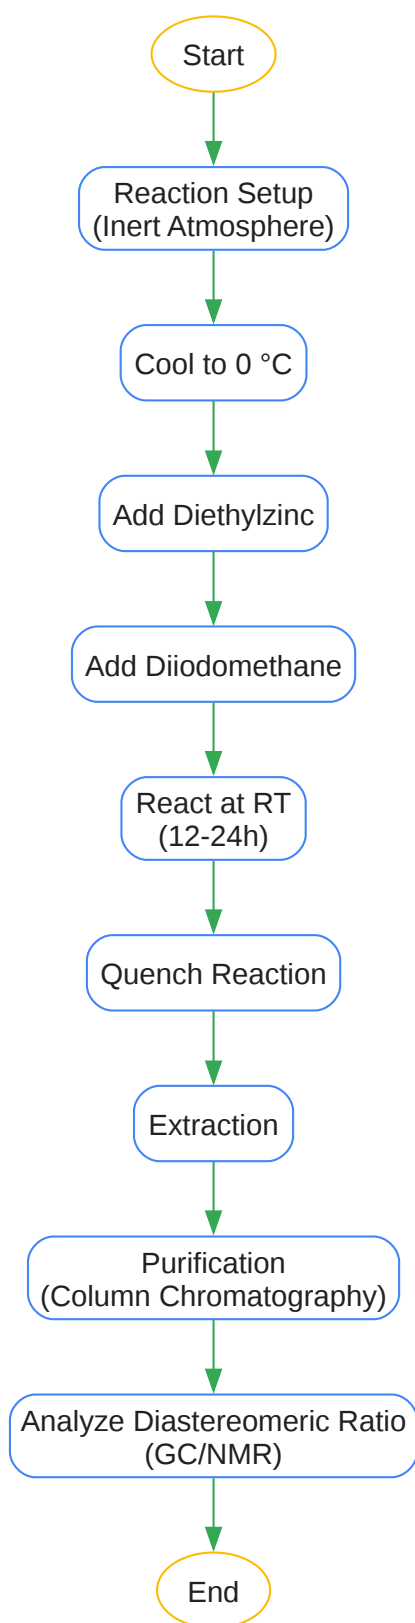 Start
Reaction Setup
(Inert Atmosphere)
Cool to 0 °C
Add Diethylzinc
Add Diiodomethane
React at RT
(12-24h)
Quench Reaction
Extraction
Purification
(Column Chromatography)
Analyze Diastereomeric Ratio
(GC/NMR)
End